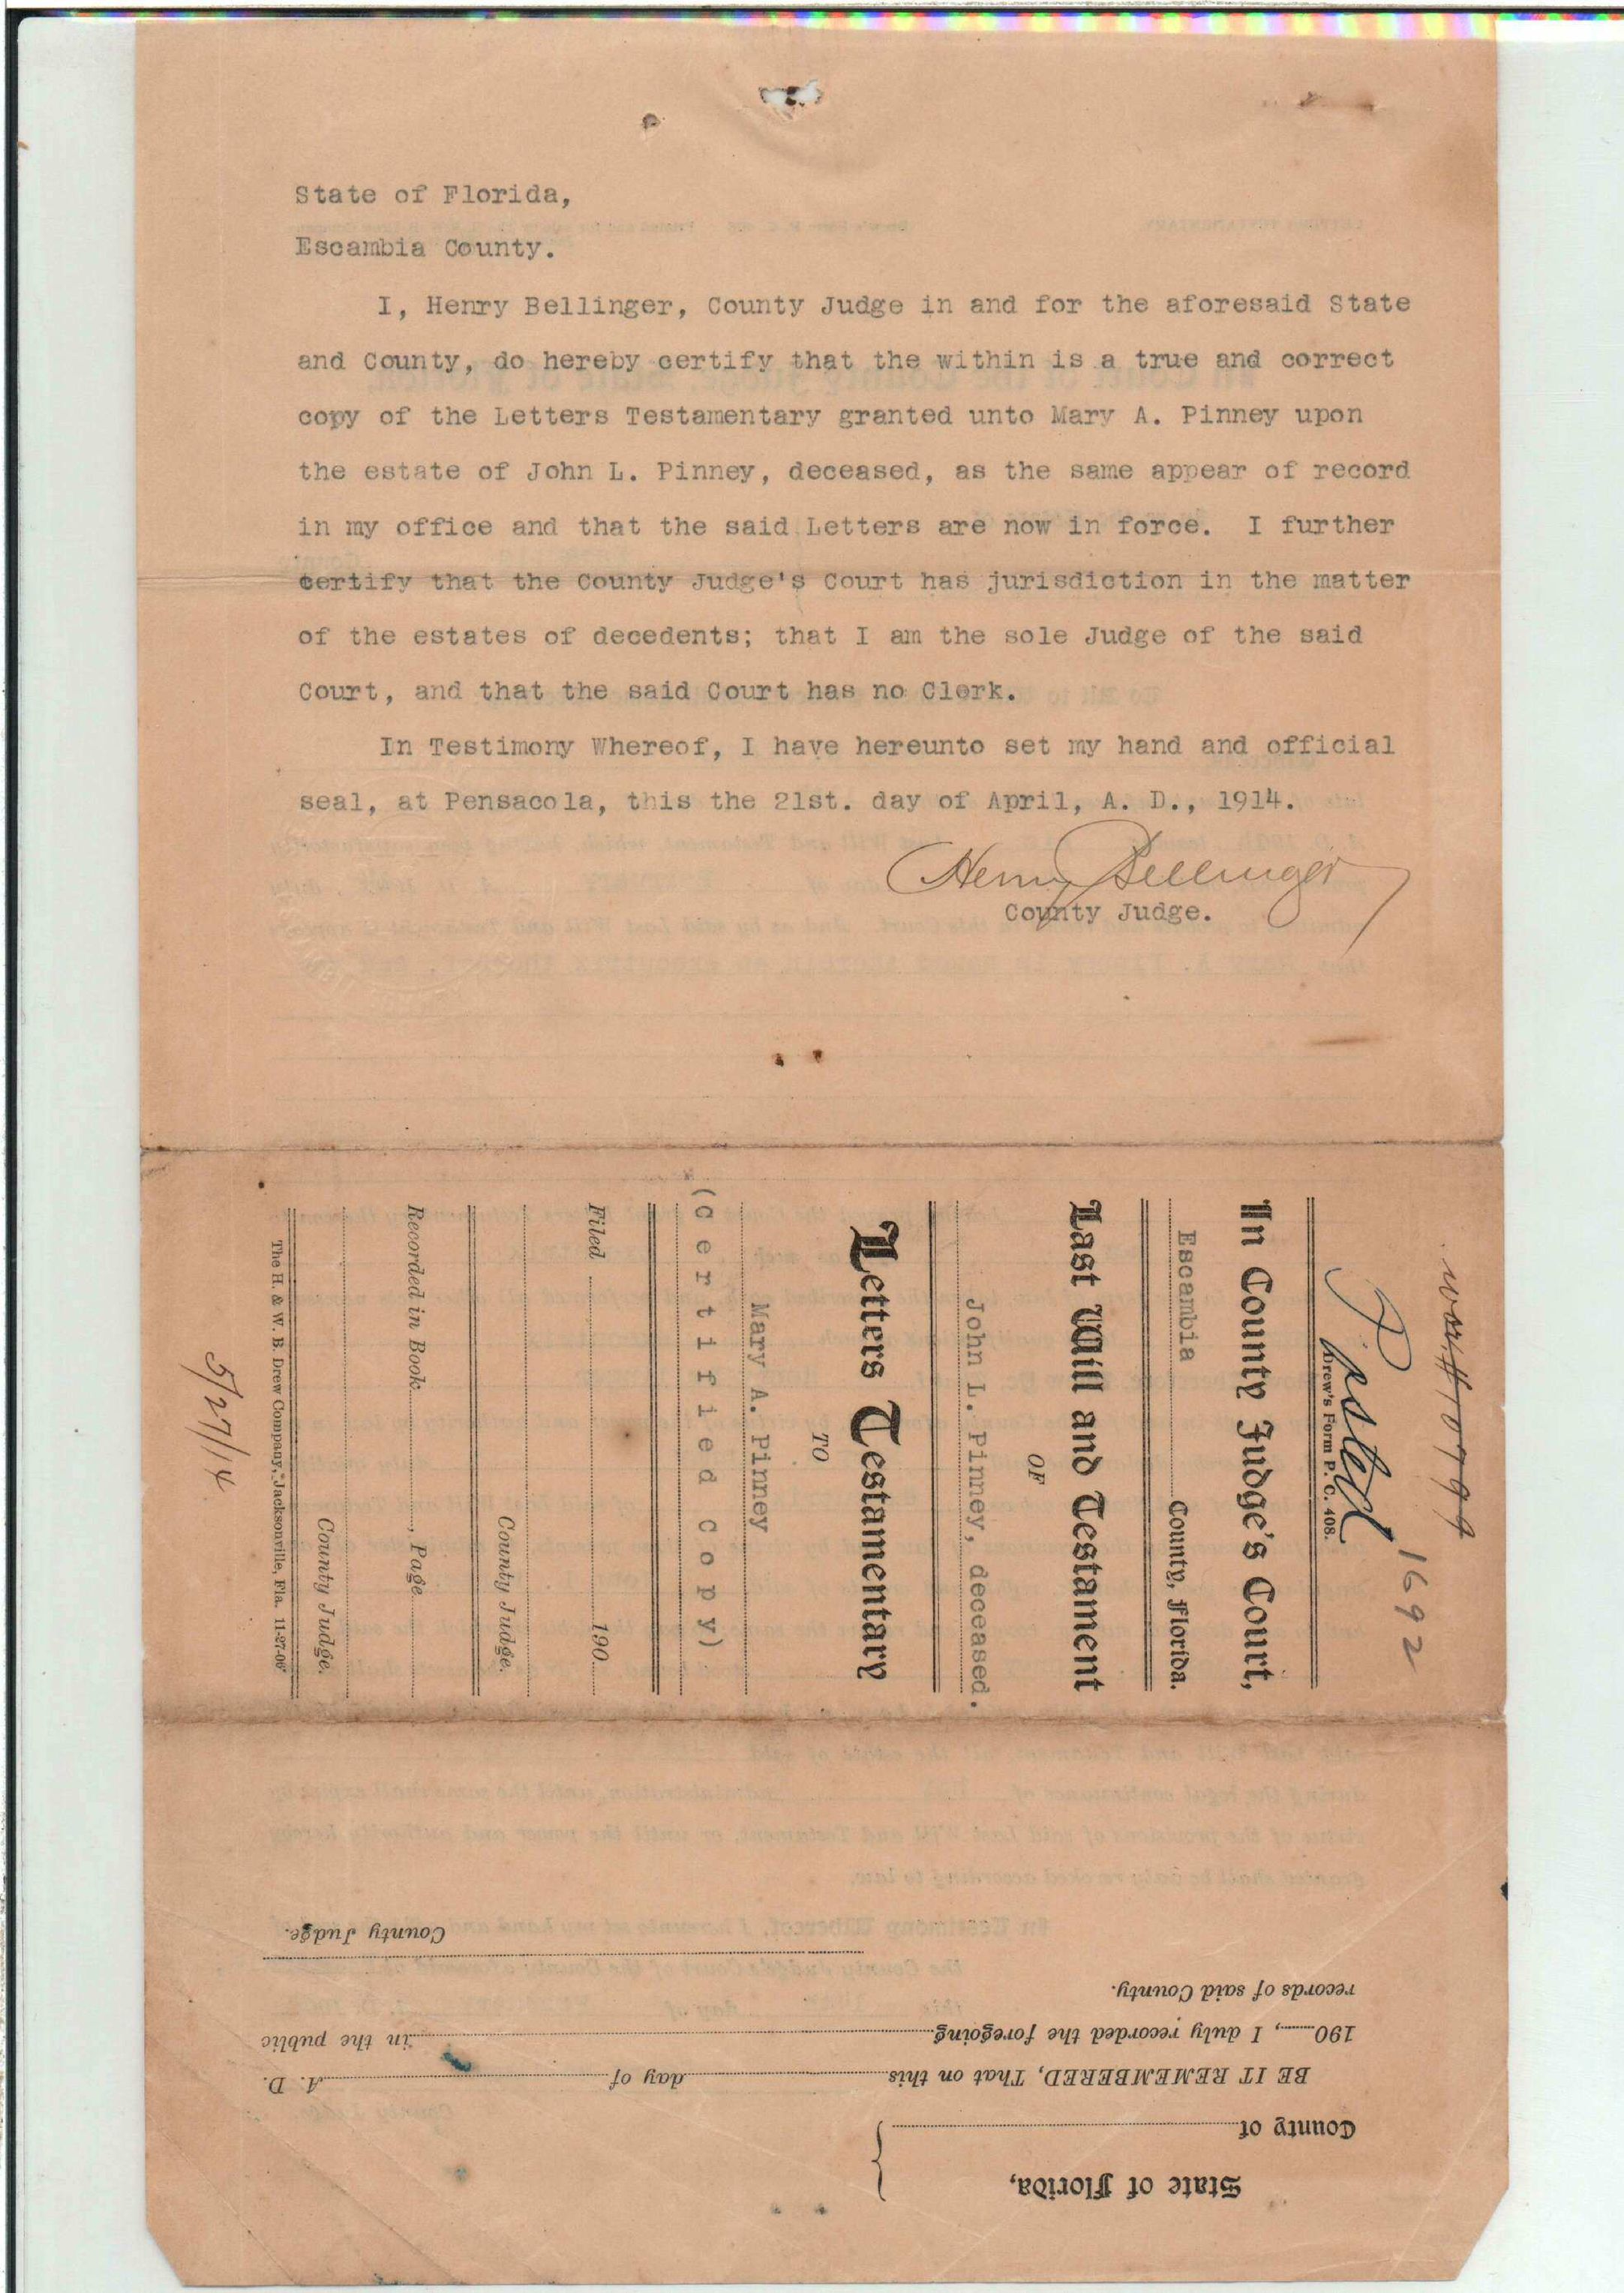 State of Florida,
Escambia County.
I, Henry Bellinger, County Judge in and for the aforesaid State
and County, do hereby certify that the within is a true and correct
copy of the Letters Testamentary granted unto Mary A. Pinney upon
the estate of John L. Pinney, deceased, as the same appear of record
in my office and that the said Letters are now in force. I further
certify that the County Judge's Court has jurisdiction in the matter
of the estates of decedents; that I am the sole Judge of the said
Court, and that the said Court has no Clerk.
In Testimony Whereof, I have hereunto set my hand and official
seal, at Pensacola, this the 21st. day of April, A. D., 1914.
Henry Bellinger
County Judge.
1692
Drew's Form P. C. 408.
In County Judge's Court,
Escambia County, Florida.
Last Will and Testament
OF
John L. Pinney, deceased.
Letters Testamentary
TO
Mary A. Pinney
(Certified Copy)
Filed 190
County Judge.
Recorded in Book , Page
County Judge.
The H. & W. B. Drew Company, Jacksonville, Fla. 11-27-06
5/27/14
State of Florida,
County of
BE IT REMEMBERED, That on this day of A. D.
190 , I duly recorded the foregoing in the public
records of said County.
County Judge.